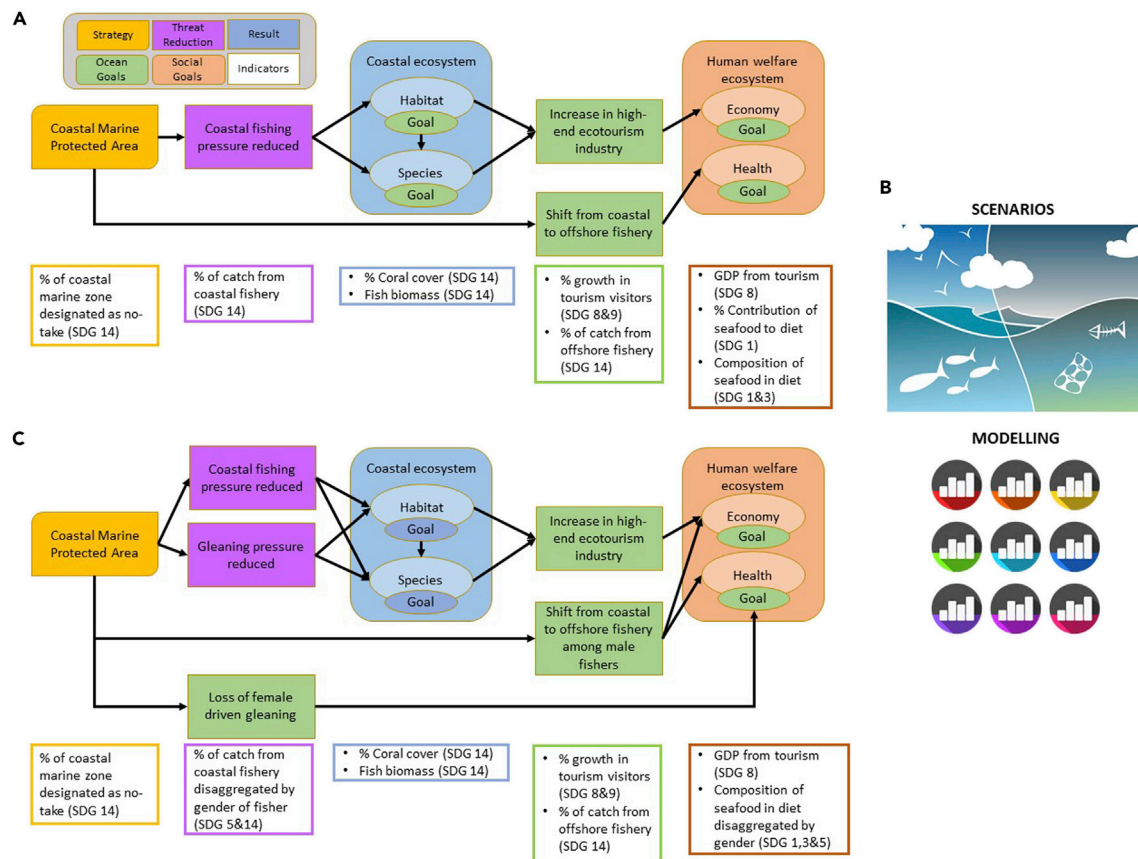 A
Strategy
Threat
Reduction
Result
Ocean
Goals
Social
Goals
Indicators
Coastal Marine
Protected Area
Coastal fishing
pressure reduced
Coastal ecosystem
Habitat
Goal
Species
Goal
Increase in high-
end ecotourism
industry
Shift from coastal
to offshore fishery
Human welfare
ecosystem
Economy
Goal
Health
Goal
% of coastal
marine zone
designated as no-
take (SDG 14)
% of catch from
coastal fishery
(SDG 14)
• % Coral cover (SDG 14)
• Fish biomass (SDG 14)
• % growth in
tourism visitors
(SDG 8&9)
• % of catch from
offshore fishery
(SDG 14)
• GDP from tourism
(SDG 8)
• % Contribution of
seafood to diet
(SDG 1)
• Composition of
seafood in diet
(SDG 1&3)
B
SCENARIOS
MODELLING
C
Coastal Marine
Protected Area
Coastal fishing
pressure reduced
Gleaning pressure
reduced
Coastal ecosystem
Habitat
Goal
Species
Goal
Increase in high-
end ecotourism
industry
Shift from coastal
to offshore fishery
among male
fishers
Human welfare
ecosystem
Economy
Goal
Health
Goal
Loss of female
driven gleaning
% of coastal
marine zone
designated as no-
take (SDG 14)
% of catch from
coastal fishery
disaggregated by
gender of fisher
(SDG 5&14)
• % Coral cover (SDG 14)
• Fish biomass (SDG 14)
• % growth in
tourism visitors
(SDG 8&9)
• % of catch from
offshore fishery
(SDG 14)
• GDP from tourism
(SDG 8)
• Composition of
seafood in diet
disaggregated by
gender (SDG 1,3&5)